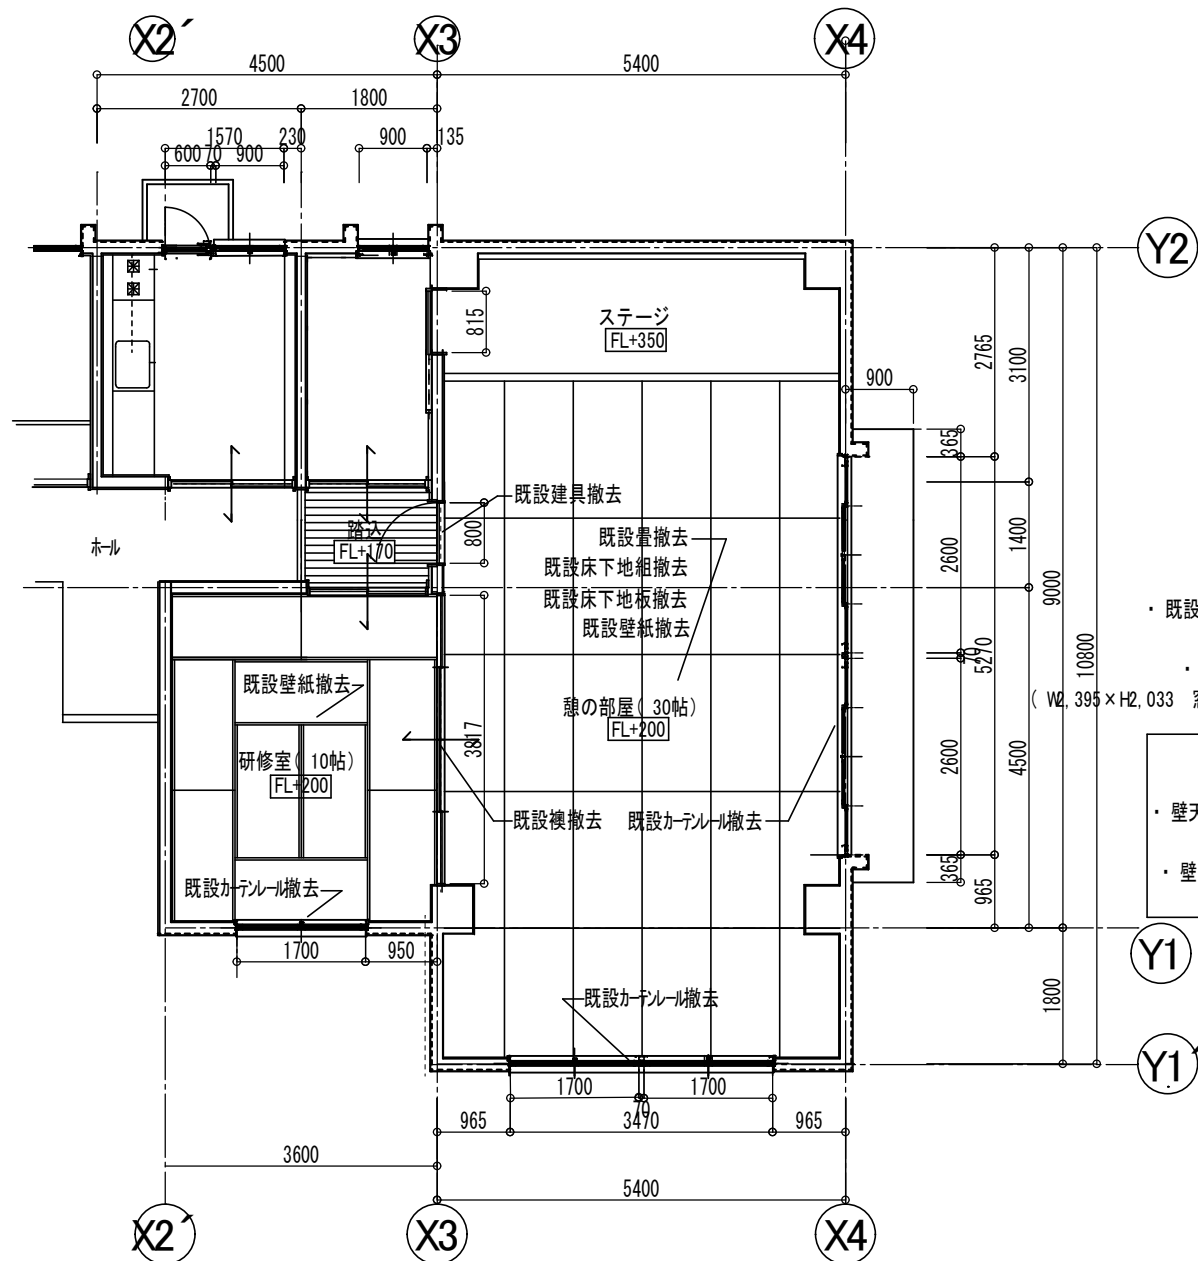 X2´
X3
X4
4500
5400
2700
1800
1570
230
900
135
600
70
900
Y2
ステージ
FL+350
815
2765
3100
900
365
既設建具撤去
踏込
FL+170
800
ホール
既設畳撤去
既設床下地組撤去
既設床下地板撤去
既設壁紙撤去
2600
1400
9000
・既設
5270
10800
・
既設壁紙撤去
憩の部屋( 30帖)
FL+200
( W2,395×H2,033
3817
研修室( 10帖)
FL+200
2600
4500
既設襖撤去
既設カーテンレール撤去
・壁天
365
965
・壁
既設カーテンレール撤去
1700
950
Y1
既設カーテンレール撤去
1800
Y1´
1700
70
1700
965
3470
965
3600
5400
X2´
X3
X4